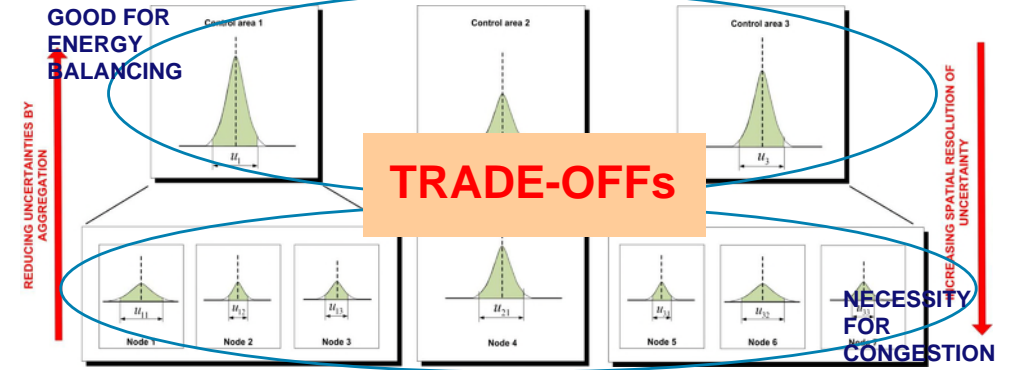 GOOD FOR
ENERGY
BALANCING
Control area 1
Control area 2
Control area 3
REDUCING UNCERTAINTIES BY
AGGREGATION
INCREASING SPATIAL RESOLUTION OF
UNCERTAINTY
u1
u3
TRADE-OFFs
u11
u12
u13
u21
u31
u32
u33
Node 1
Node 2
Node 3
Node 4
Node 5
Node 6
Node 7
NECESSITY
FOR
CONGESTION